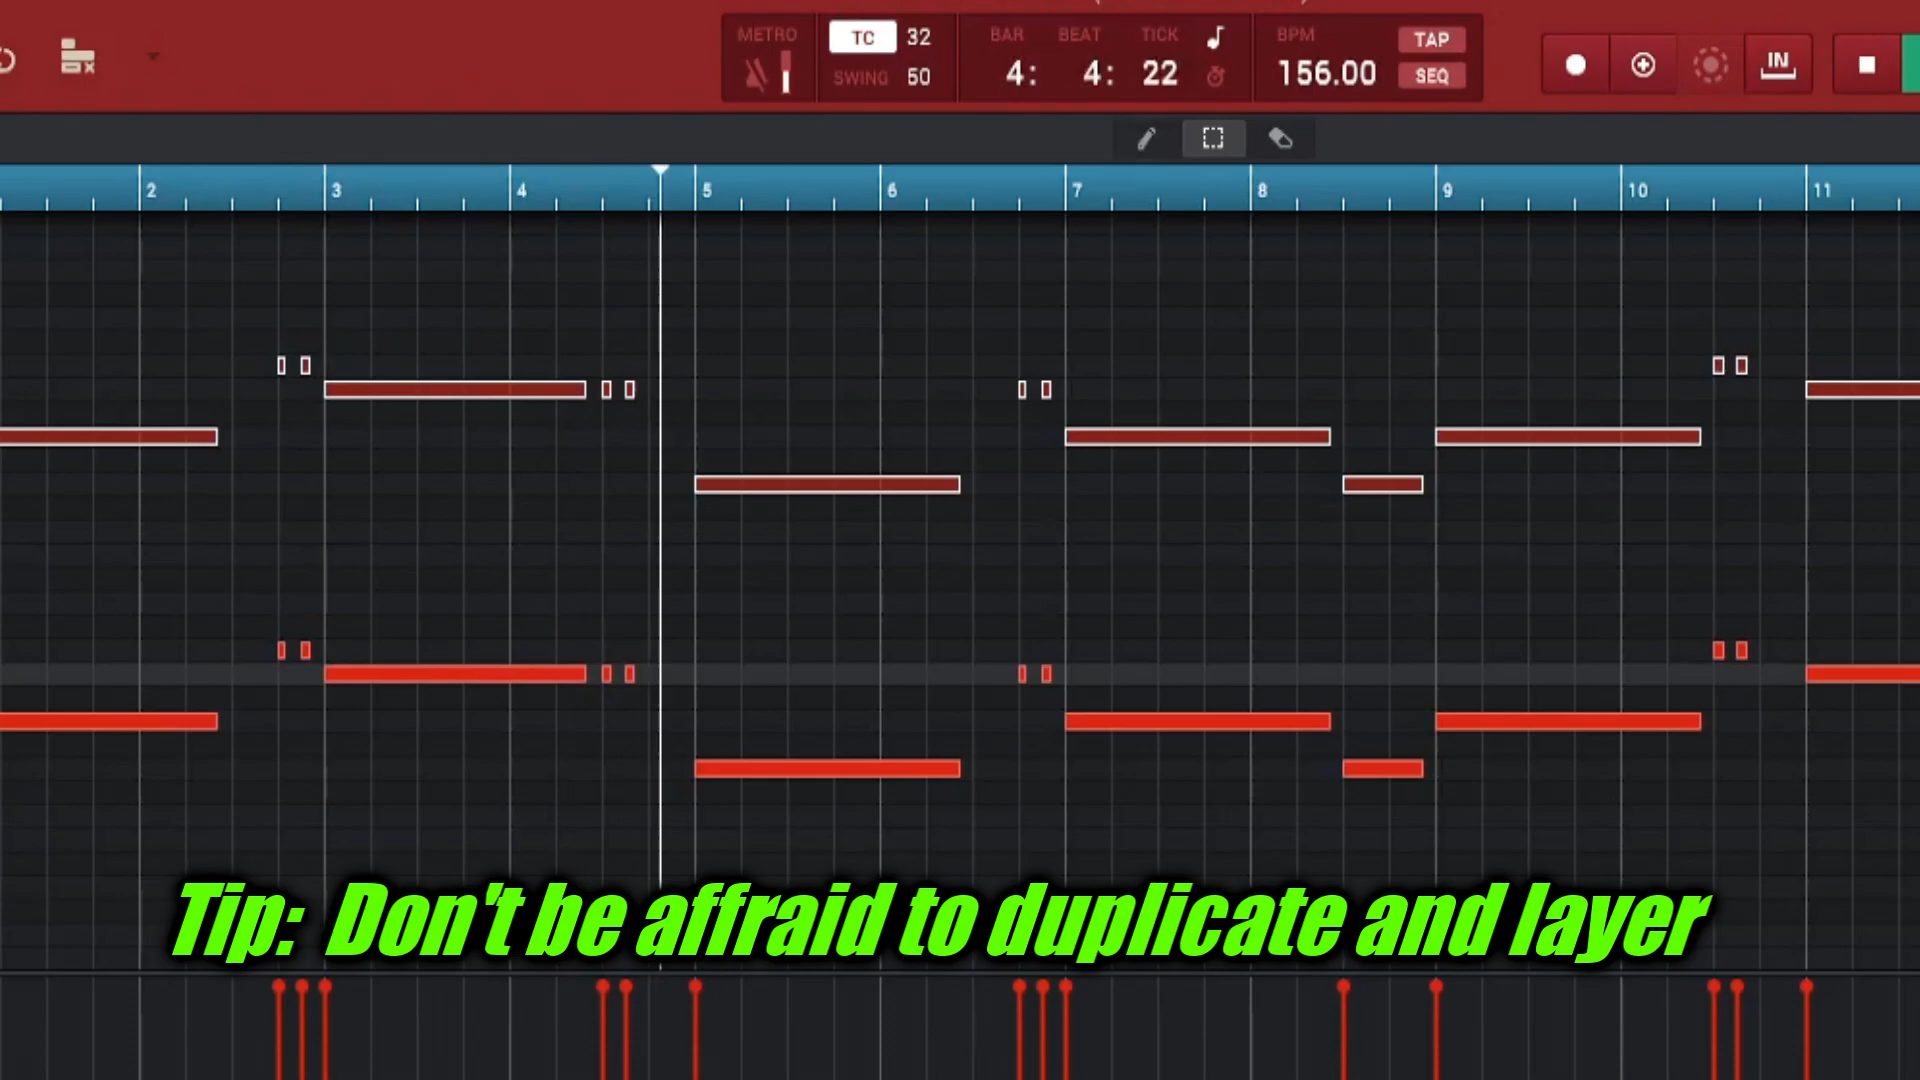 METRO TC 32 BAR BEAT TICK BPM TAP
SWING 50 4: 4: 22 156.00 SEQ IN
2 3 4 5 6 7 8 9 10 11
Tip: Don't be affraid to duplicate and layer